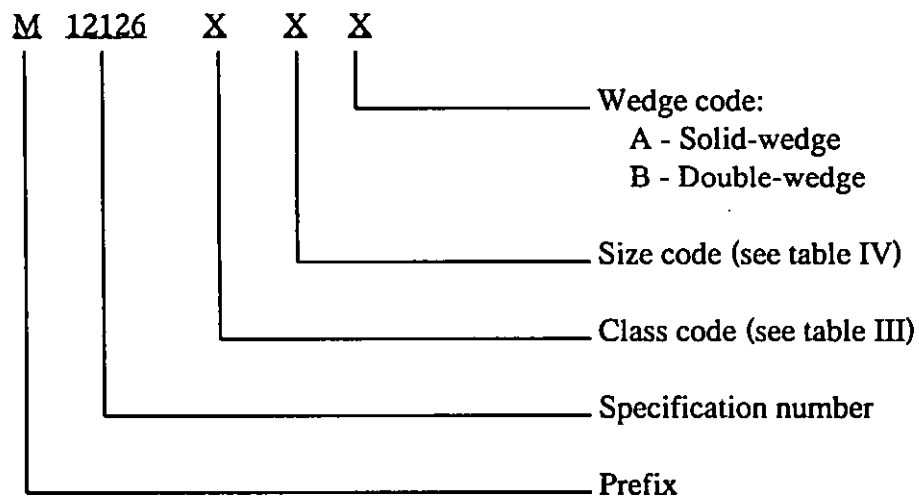 M 12126 X X X
Wedge code:
A - Solid-wedge
B - Double-wedge
Size code (see table IV)
Class code (see table III)
Specification number
Prefix